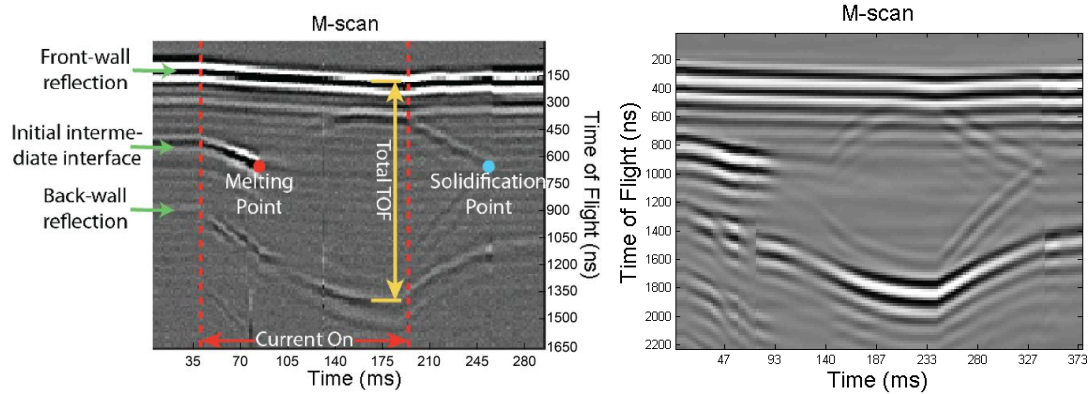 M-scan
Front-wall
reflection
Initial interme-
diate interface
Back-wall
reflection
Melting
Point
Total TOF
Solidification
Point
Current On
150
300
450
600
750
900
1050
1200
1350
1500
1650
Time of Flight (ns)
35 70 105 140 175 210 245 280
Time (ms)
M-scan
Time of Flight (ns)
200
400
600
800
1000
1200
1400
1600
1800
2000
2200
47 93 140 187 233 280 327 373
Time (ms)